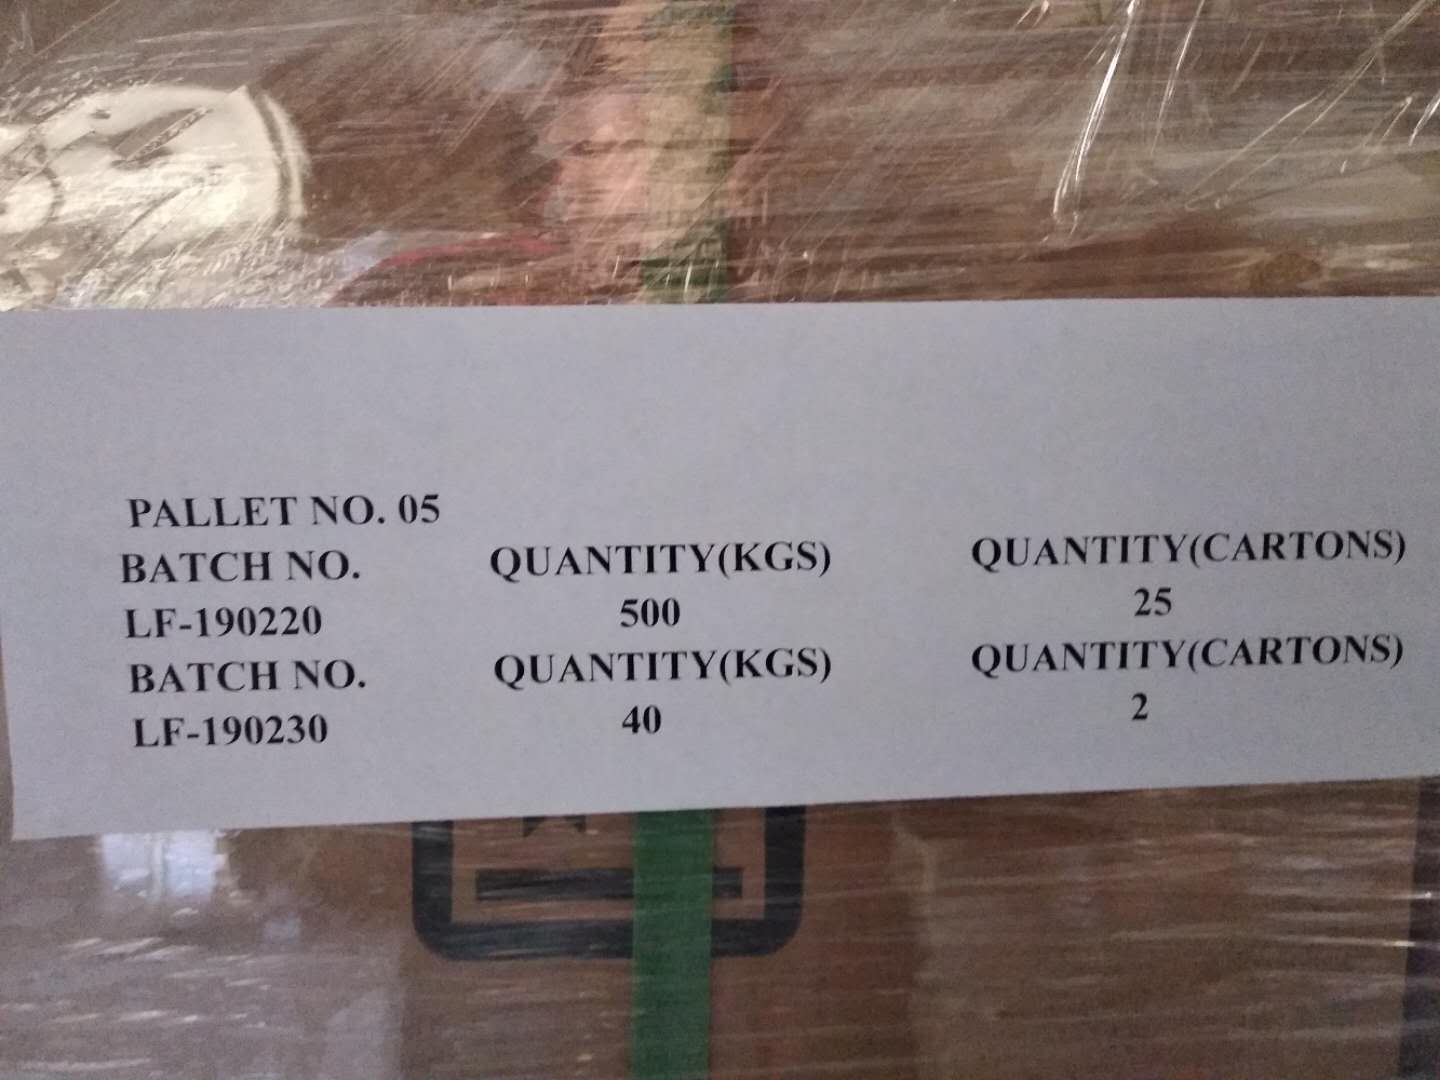 PALLET NO. 05
BATCH NO. QUANTITY(KGS) QUANTITY(CARTONS)
LF-190220 500 25
BATCH NO. QUANTITY(KGS) QUANTITY(CARTONS)
LF-190230 40 2